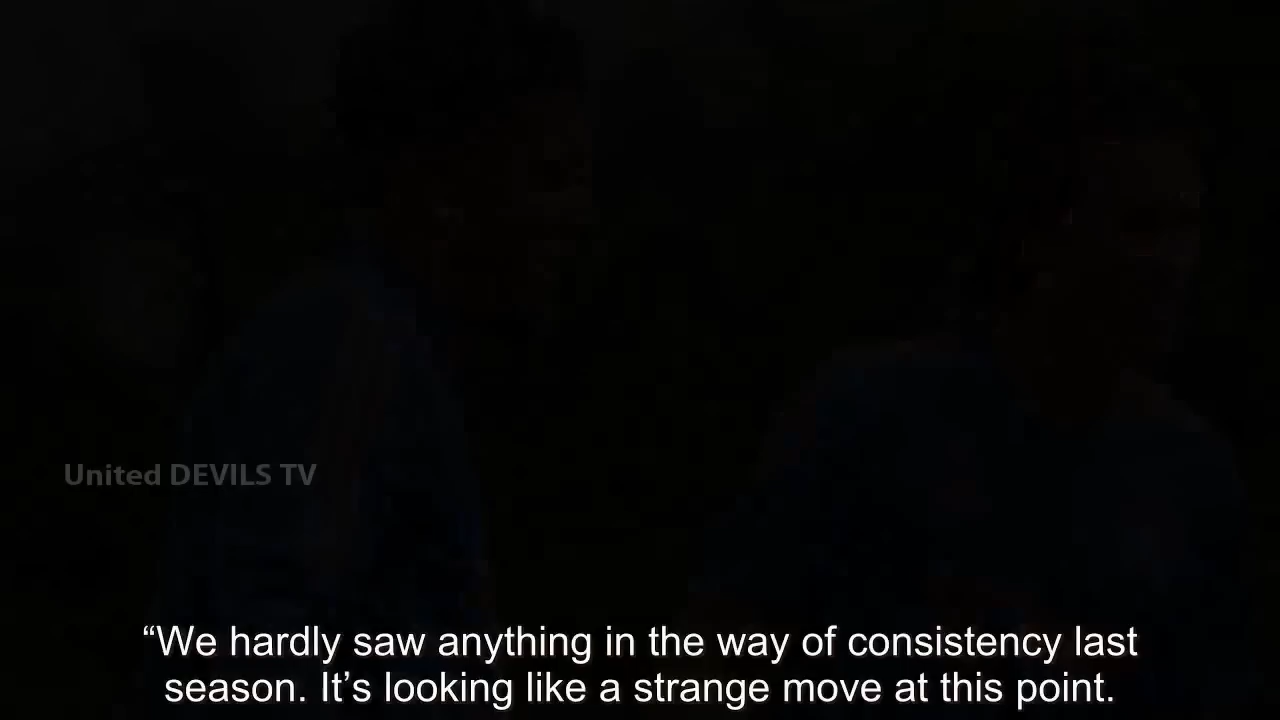 United DEVILS TV
“We hardly saw anything in the way of consistency last
season. It’s looking like a strange move at this point.